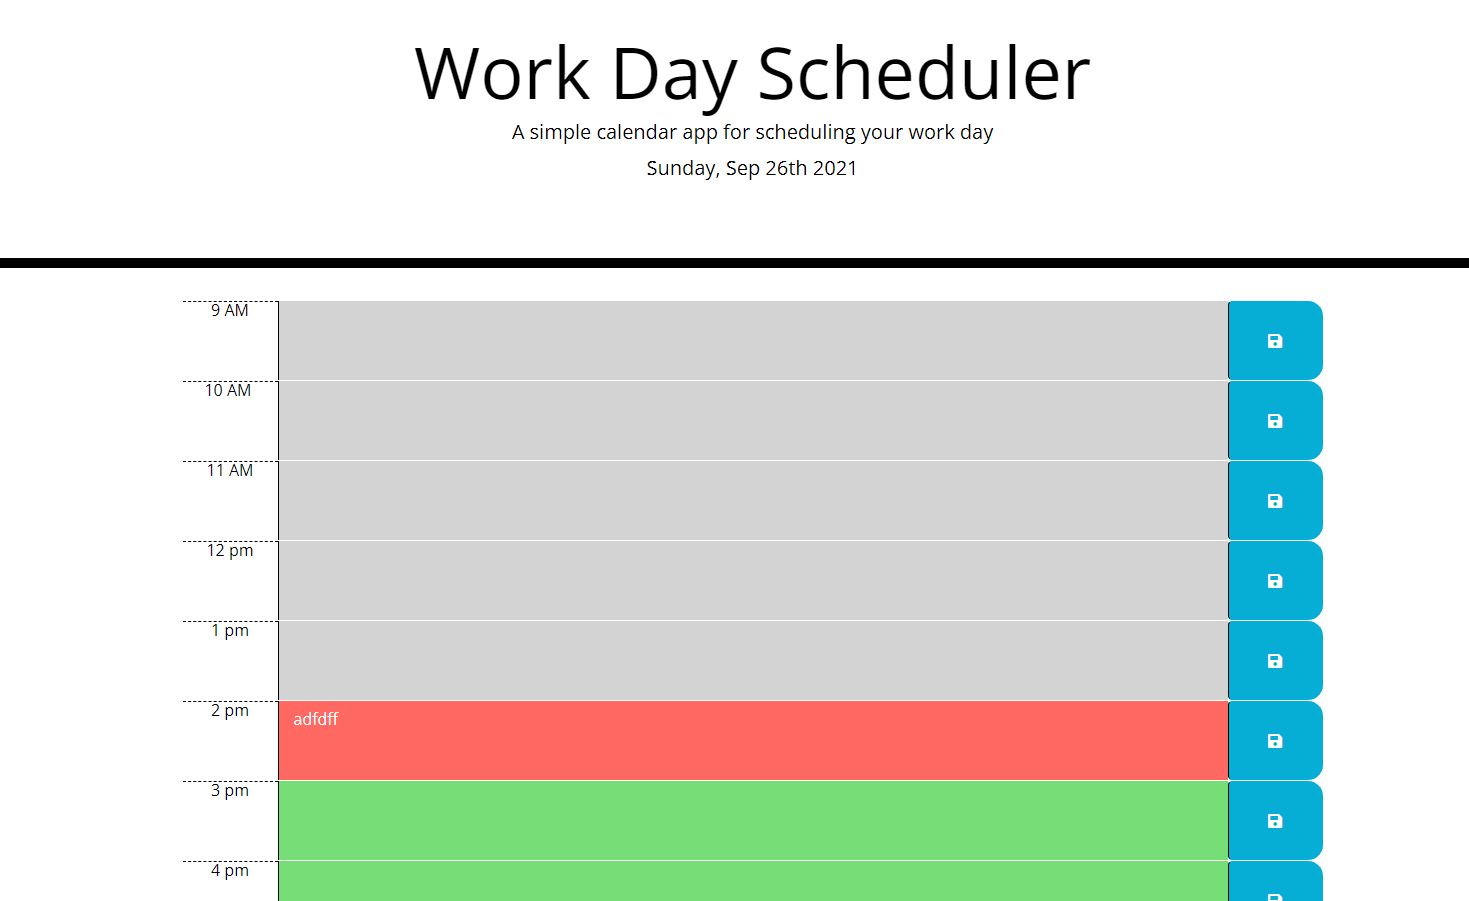 Work Day Scheduler
A simple calendar app for scheduling your work day
Sunday, Sep 26th 2021
9 AM
10 AM
11 AM
12 pm
1 pm
2 pm adfdff
3 pm
4 pm